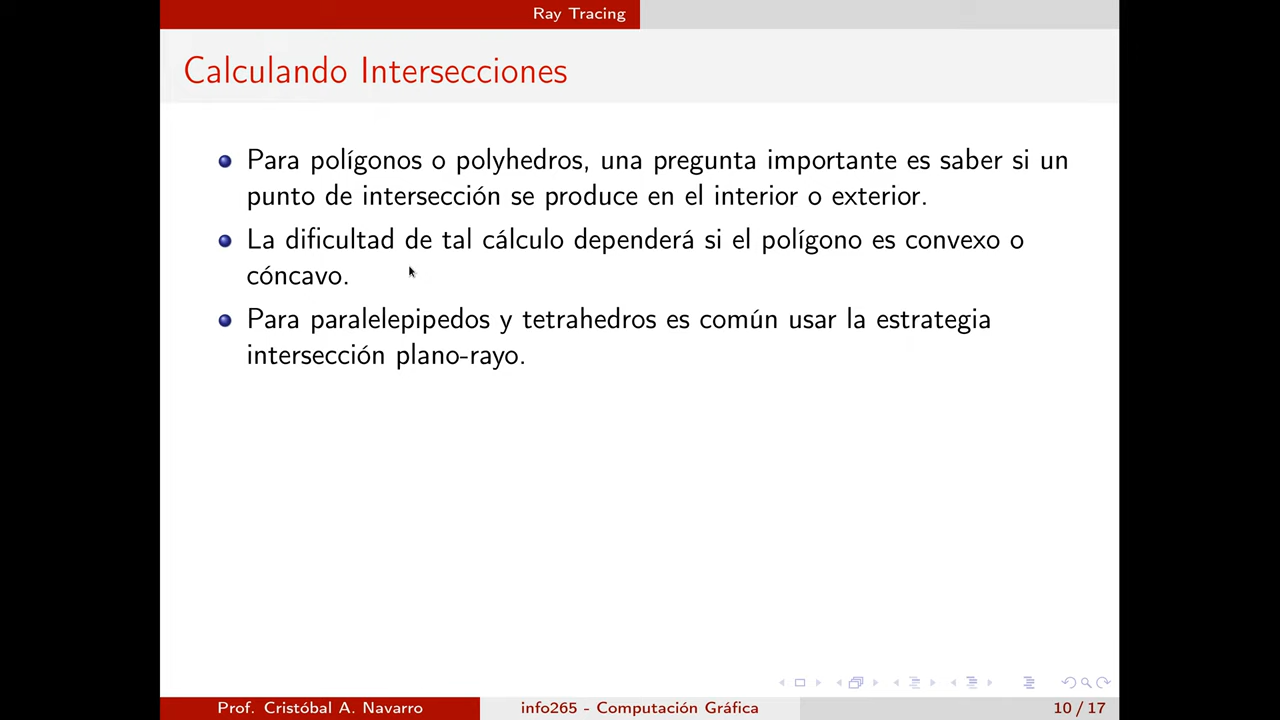 Ray Tracing
Calculando Intersecciones
Para polígonos o polyhedros, una pregunta importante es saber si un
punto de intersección se produce en el interior o exterior.
La dificultad de tal cálculo dependerá si el polígono es convexo o
cóncavo.
Para paralelepipedos y tetrahedros es común usar la estrategia
intersección plano-rayo.
Prof. Cristóbal A. Navarro
info265 - Computación Gráfica
10 / 17